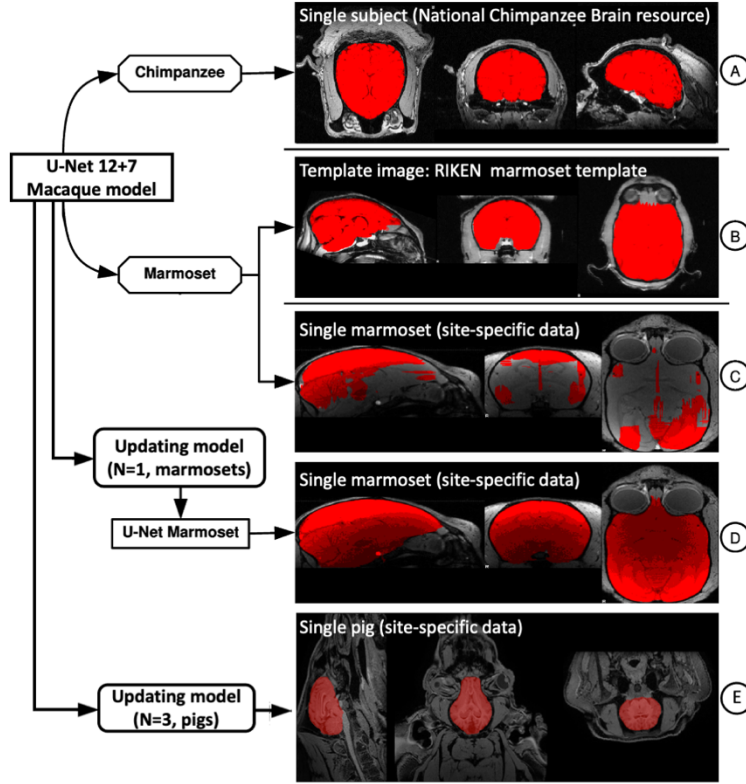 Single subject (National Chimpanzee Brain resource)
Chimpanzee
A
U-Net 12+7
Macaque model
Template image: RIKEN marmoset template
B
Marmoset
Single marmoset (site-specific data)
C
Updating model
(N=1, marmosets)
Single marmoset (site-specific data)
U-Net Marmoset
D
Single pig (site-specific data)
Updating model
(N=3, pigs)
E